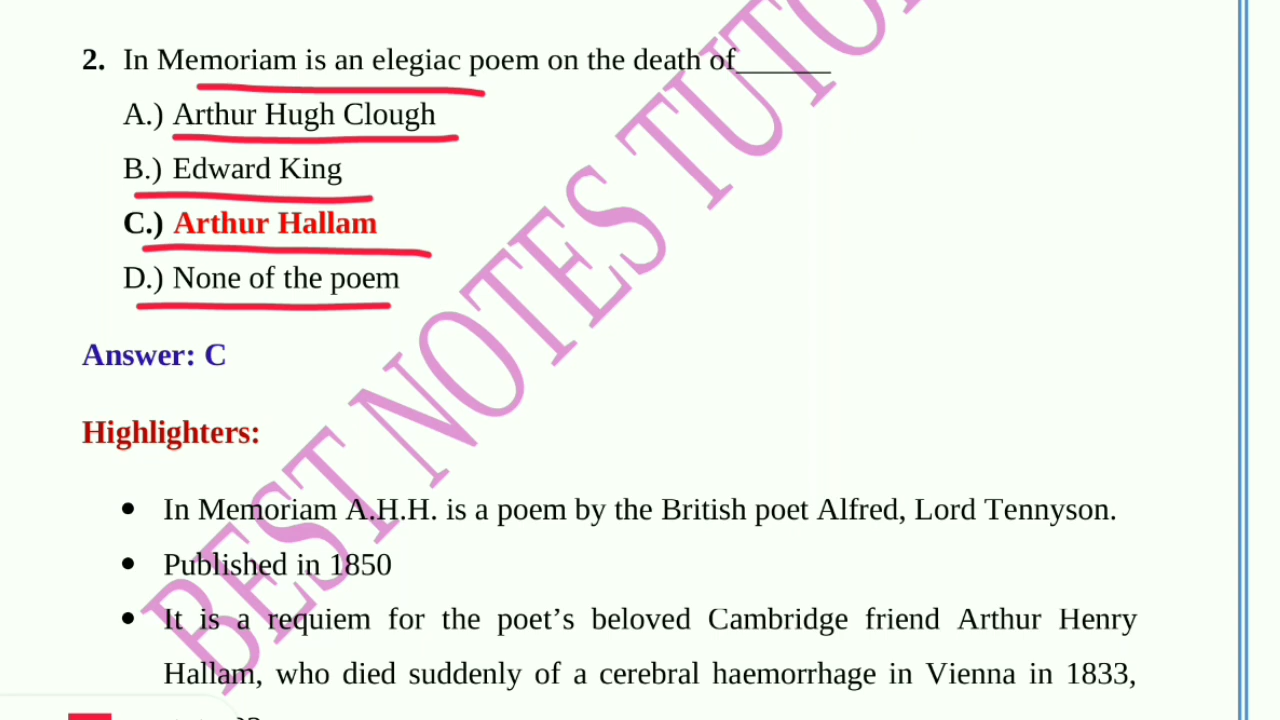 2. In Memoriam is an elegiac poem on the death of______
A.) Arthur Hugh Clough
B.) Edward King
C.) Arthur Hallam
D.) None of the poem
Answer: C
Highlighters:
• In Memoriam A.H.H. is a poem by the British poet Alfred, Lord Tennyson.
• Published in 1850
• It is a requiem for the poet’s beloved Cambridge friend Arthur Henry
Hallam, who died suddenly of a cerebral haemorrhage in Vienna in 1833,
BEST NOTES TUTO